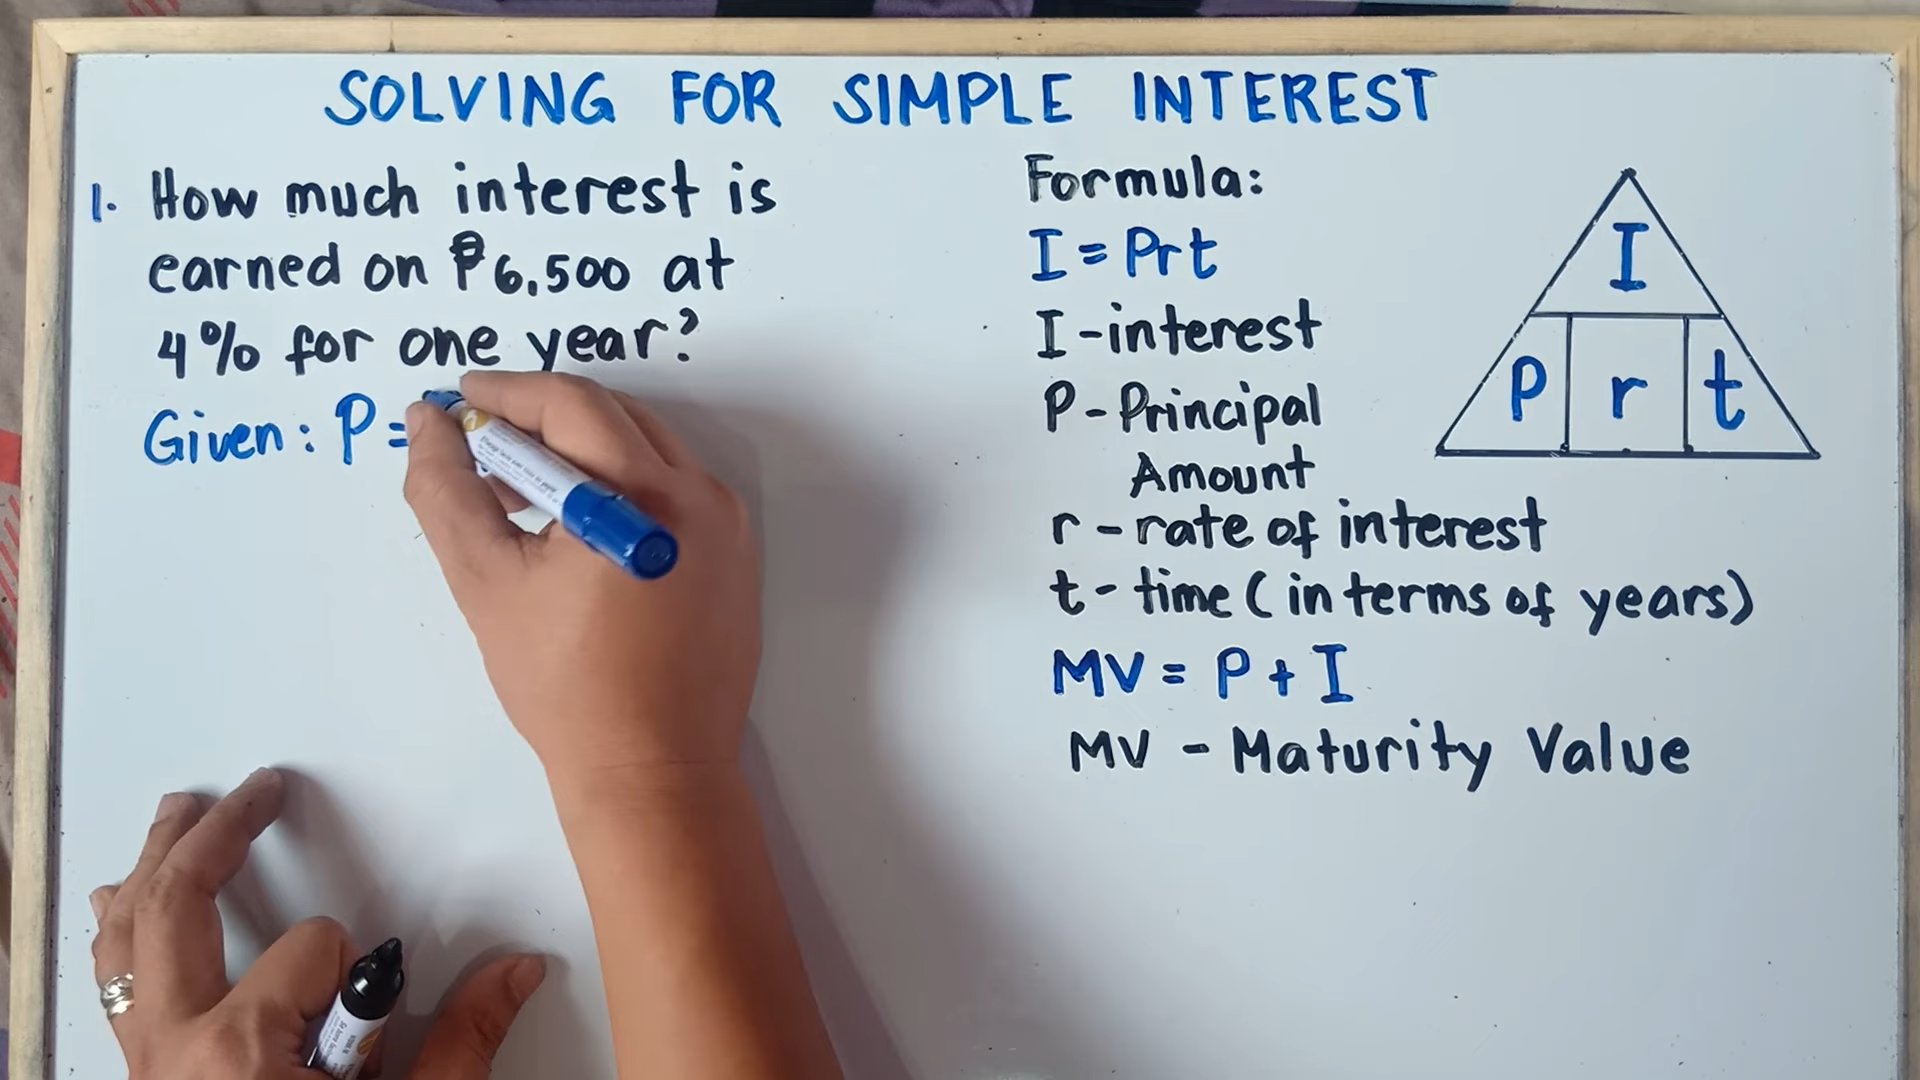 SOLVING FOR SIMPLE INTEREST
1. How much interest is
earned on ₱6,500 at
4% for one year?
Given: P=
Formula:
I = Prt
I - interest
P - Principal
Amount
r - rate of interest
t - time (in terms of years)
MV = P + I
MV - Maturity Value
I
P r t